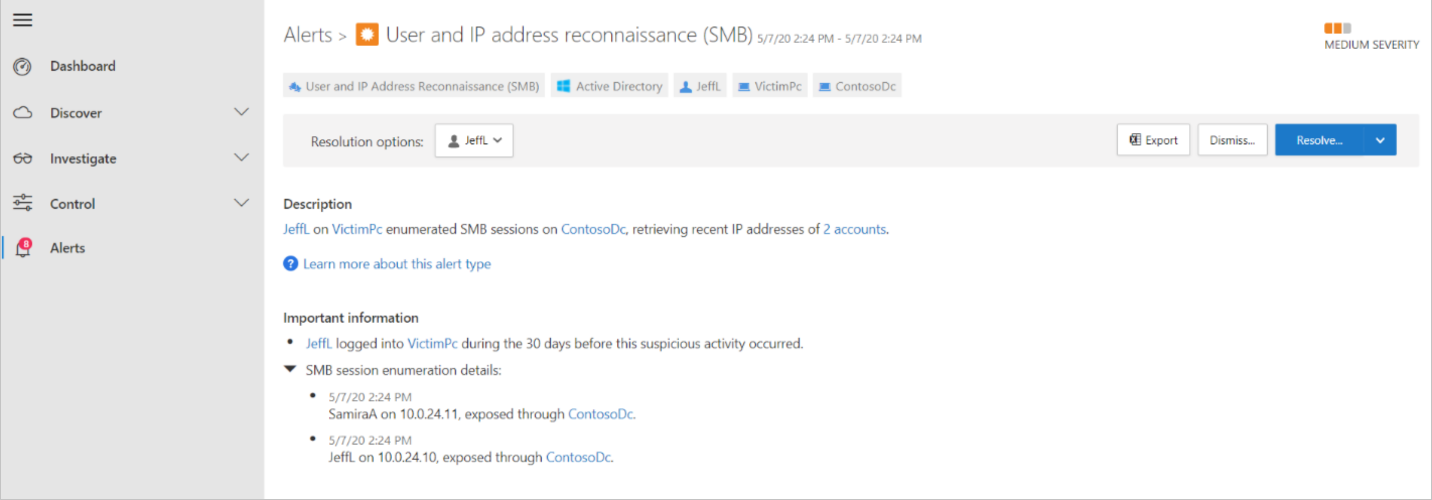 Alerts > User and IP address reconnaissance (SMB) 5/7/20 2:24 PM - 5/7/20 2:24 PM
MEDIUM SEVERITY
Dashboard
Discover
Investigate
Control
8
Alerts
User and IP Address Reconnaissance (SMB) Active Directory JeffL VictimPc ContosoDc
Resolution options: JeffL Export Dismiss... Resolve...
Description
JeffL on VictimPc enumerated SMB sessions on ContosoDc, retrieving recent IP addresses of 2 accounts.
? Learn more about this alert type
Important information
• JeffL logged into VictimPc during the 30 days before this suspicious activity occurred.
SMB session enumeration details:
• 5/7/20 2:24 PM
SamiraA on 10.0.24.11, exposed through ContosoDc.
• 5/7/20 2:24 PM
JeffL on 10.0.24.10, exposed through ContosoDc.